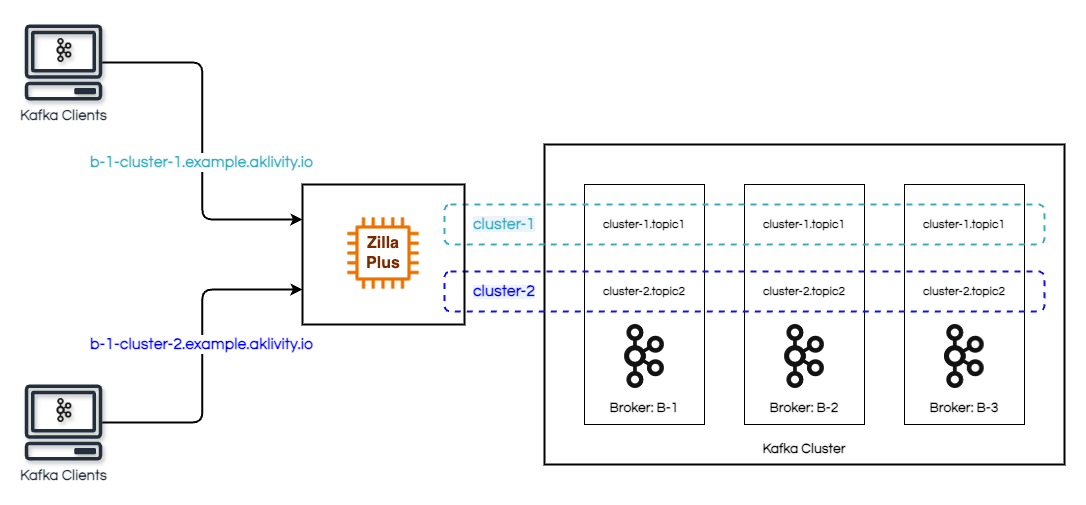 Kafka Clients
b-1-cluster-1.example.aklivity.io
Zilla
Plus
cluster-1
cluster-1.topic1
cluster-1.topic1
cluster-1.topic1
cluster-2
cluster-2.topic2
cluster-2.topic2
cluster-2.topic2
b-1-cluster-2.example.aklivity.io
Broker: B-1
Broker: B-2
Broker: B-3
Kafka Cluster
Kafka Clients